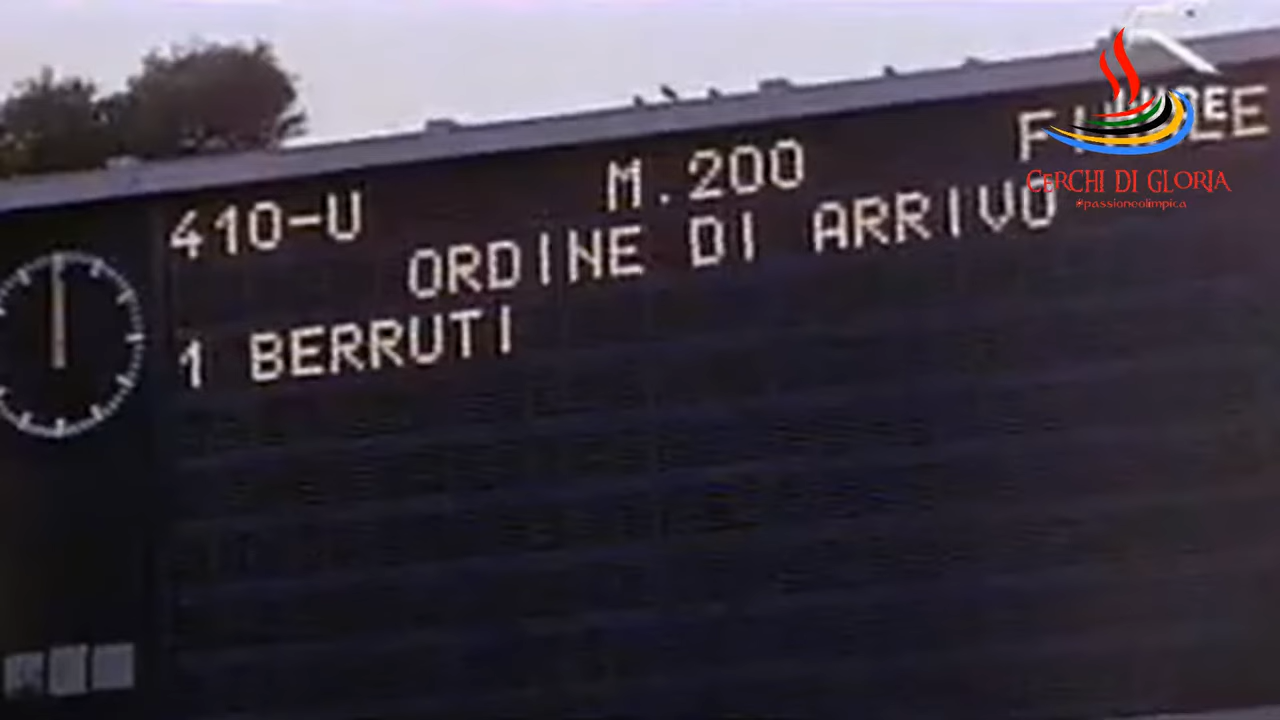 410-U M.200
ORDINE DI ARRIVO
1 BERRUTI
CERCHI DI GLORIA
#passioneolimpica